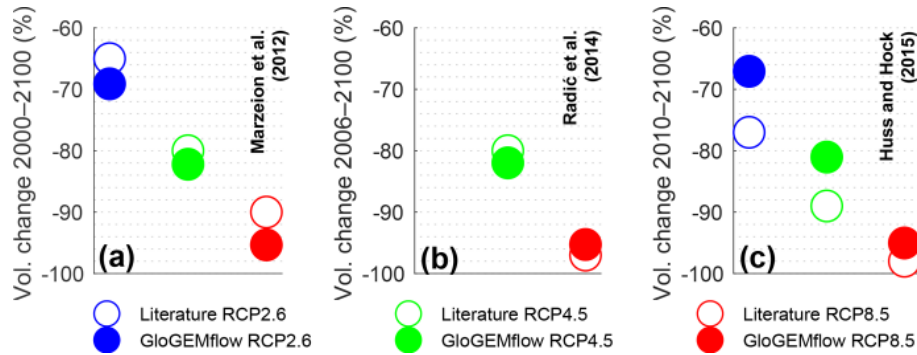 Vol. change 2000–2100 (%)
-60
-70
-80
-90
-100
Marzeion et al.
(2012)
(a)
Vol. change 2006–2100 (%)
-60
-70
-80
-90
-100
Radić et al.
(2014)
(b)
Vol. change 2010–2100 (%)
-60
-70
-80
-90
-100
Huss and Hock
(2015)
(c)
Literature RCP2.6
GloGEMflow RCP2.6
Literature RCP4.5
GloGEMflow RCP4.5
Literature RCP8.5
GloGEMflow RCP8.5